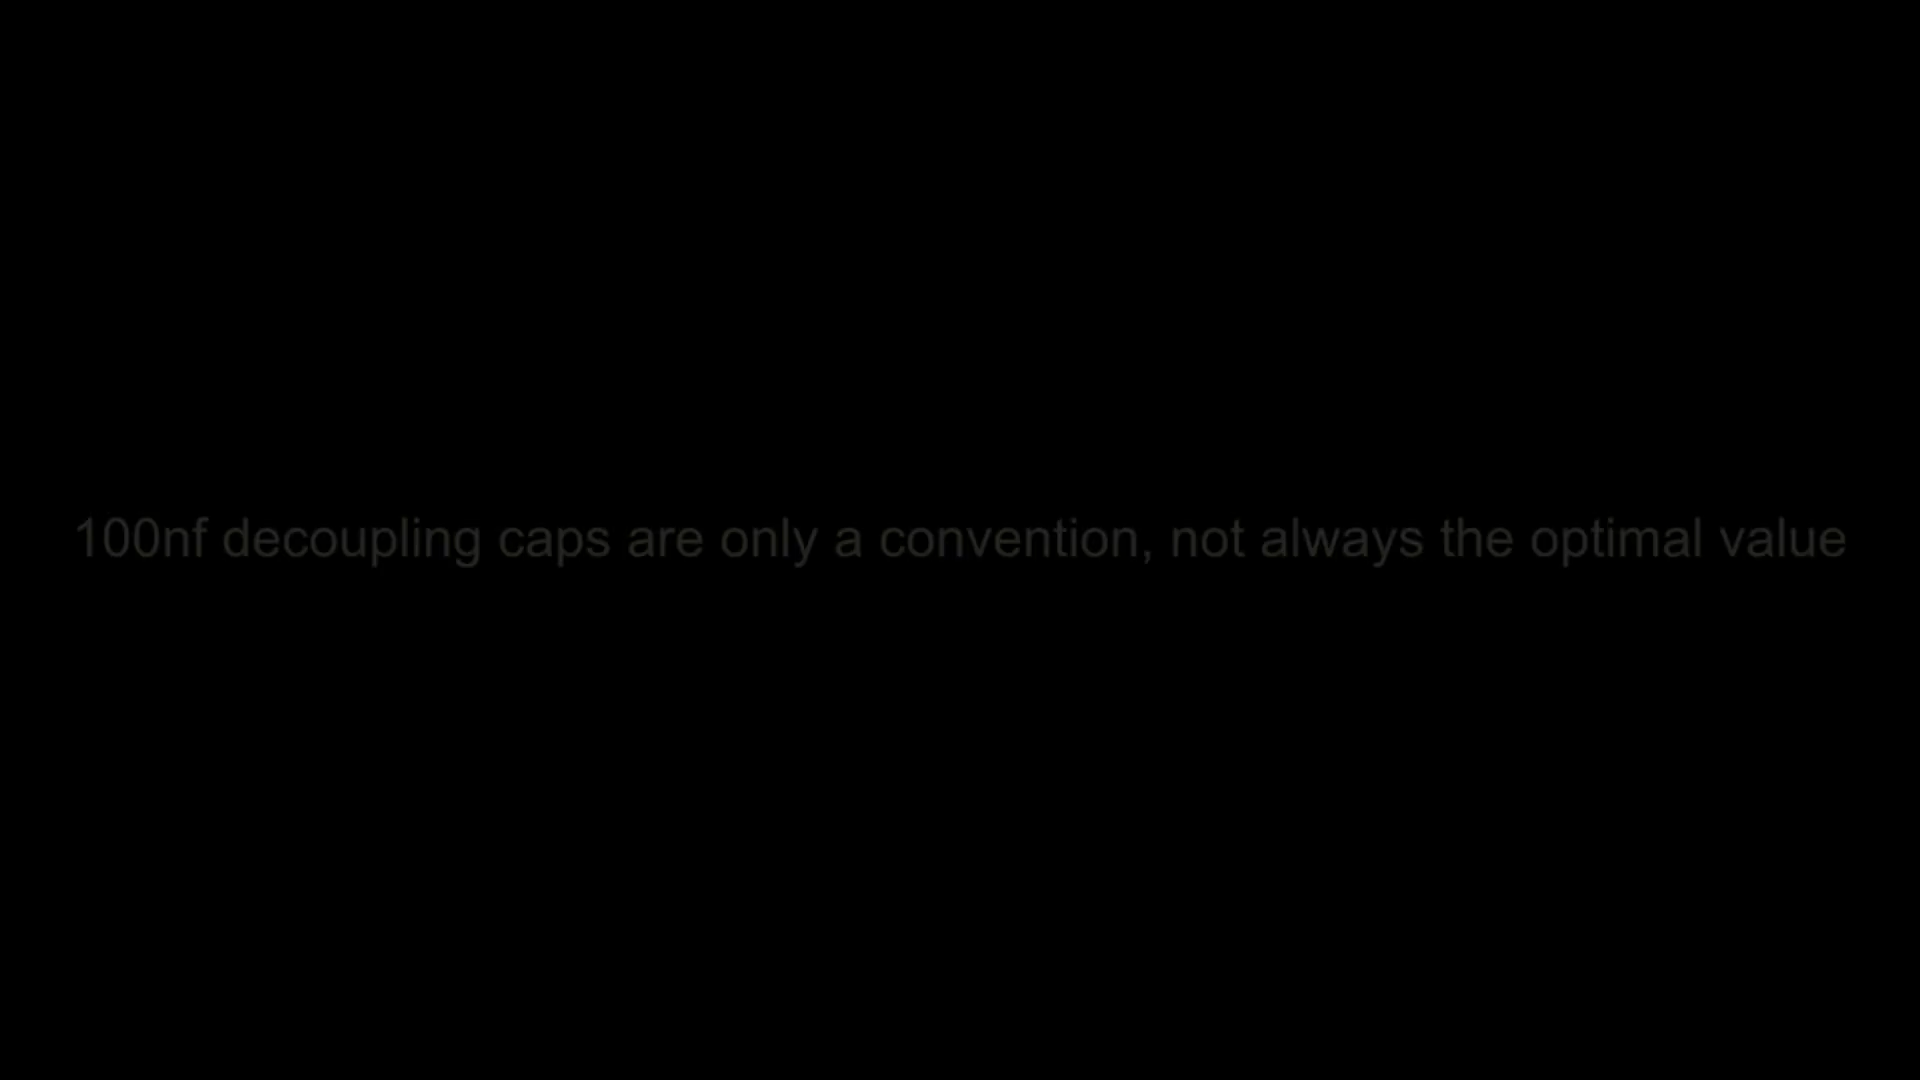 100nf decoupling caps are only a convention, not always the optimal value